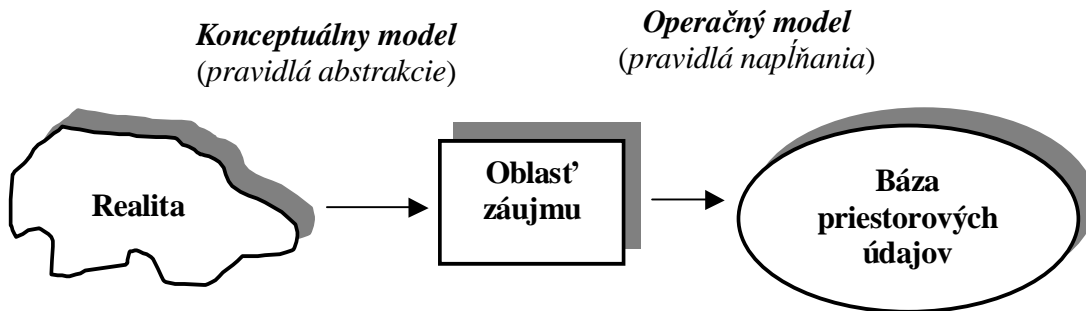 Konceptuálny model
(pravidlá abstrakcie)
Operačný model
(pravidlá napĺňania)
Realita
Oblasť
záujmu
Báza
priestorových
údajov